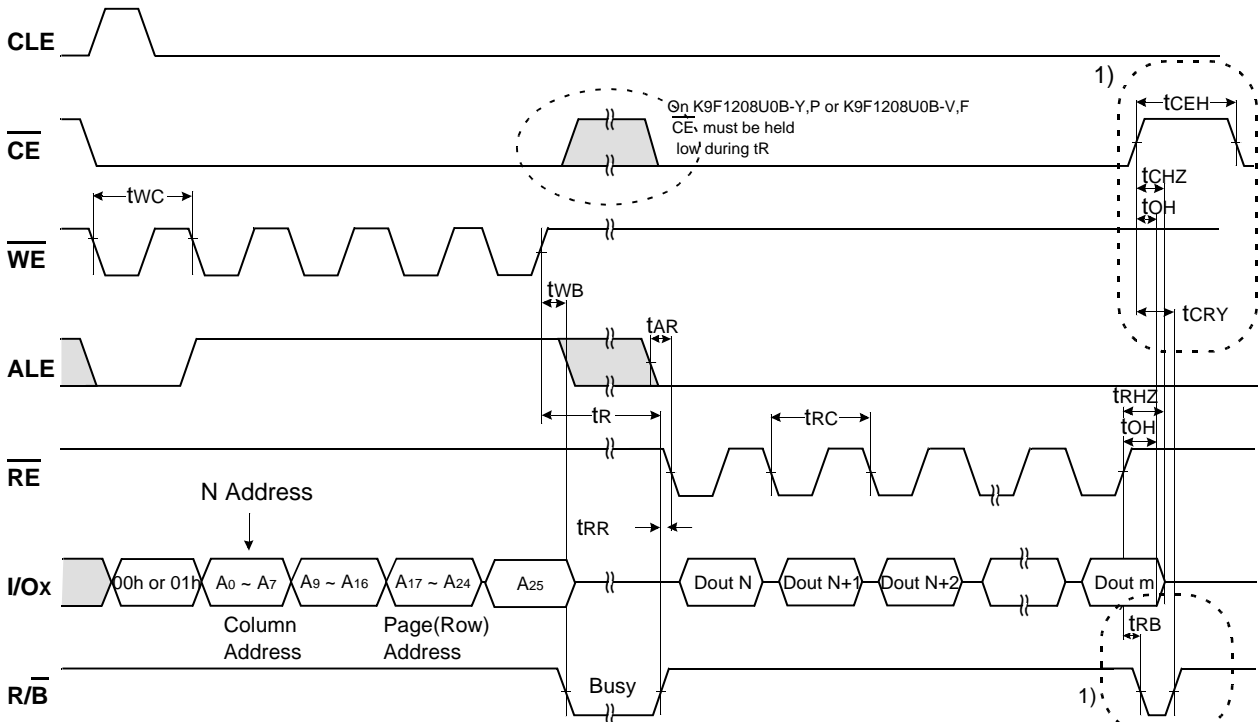 CLE
1)
tCEH
On K9F1208U0B-Y,P or K9F1208U0B-V,F
CE must be held
low during tR
CE
tCHZ
tOH
tWC
WE
tWB
tCRY
tAR
ALE
tR
tRC
tRHZ
tOH
RE
N Address
tRR
I/Ox
00h or 01h
A0 ~ A7
A9 ~ A16
A17 ~ A24
A25
Dout N
Dout N+1
Dout N+2
Dout m
Column
Address
Page(Row)
Address
tRB
R/B
Busy
1)